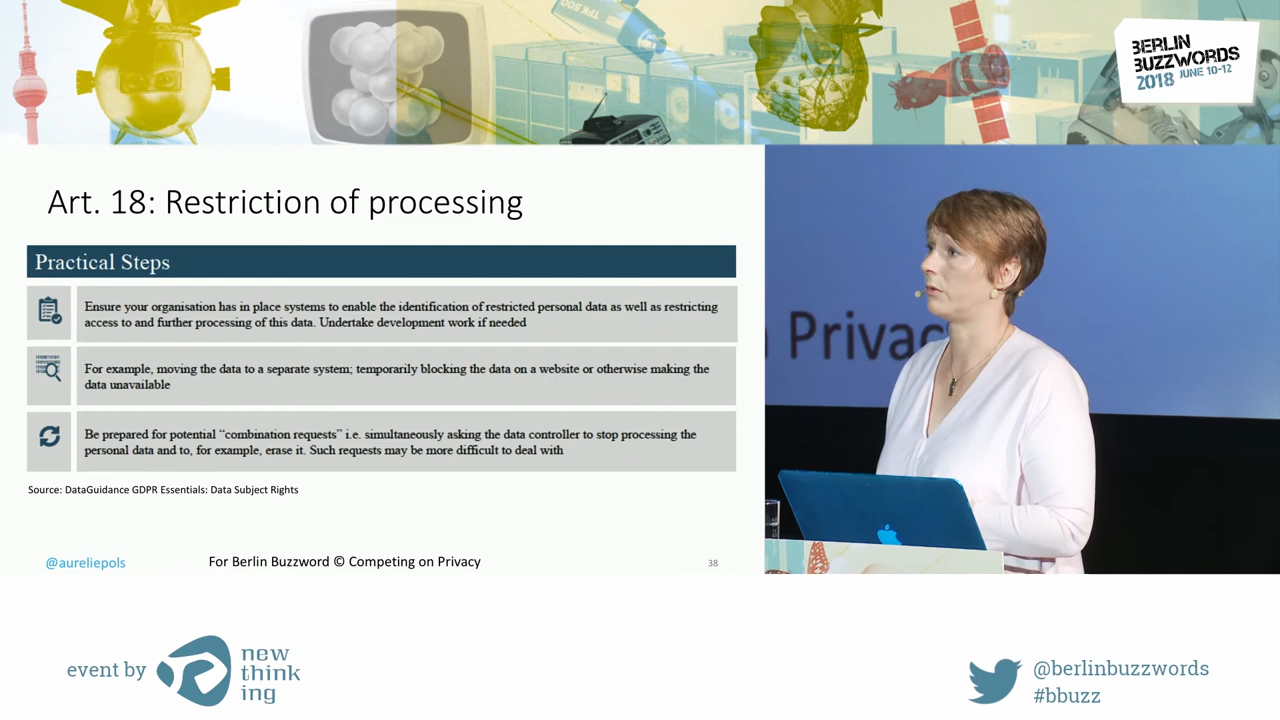 TPK 500
BERLIN
BUZZWORDS
2018 JUNE 10-12
Art. 18: Restriction of processing
Practical Steps
Ensure your organisation has in place systems to enable the identification of restricted personal data as well as restricting
access to and further processing of this data. Undertake development work if needed
For example, moving the data to a separate system; temporarily blocking the data on a website or otherwise making the
data unavailable
Be prepared for potential “combination requests” i.e. simultaneously asking the data controller to stop processing the
personal data and to, for example, erase it. Such requests may be more difficult to deal with
Source: DataGuidance GDPR Essentials: Data Subject Rights
@aureliepols
For Berlin Buzzword © Competing on Privacy
38
Privac
event by
new
think
ing
@berlinbuzzwords
#bbuzz